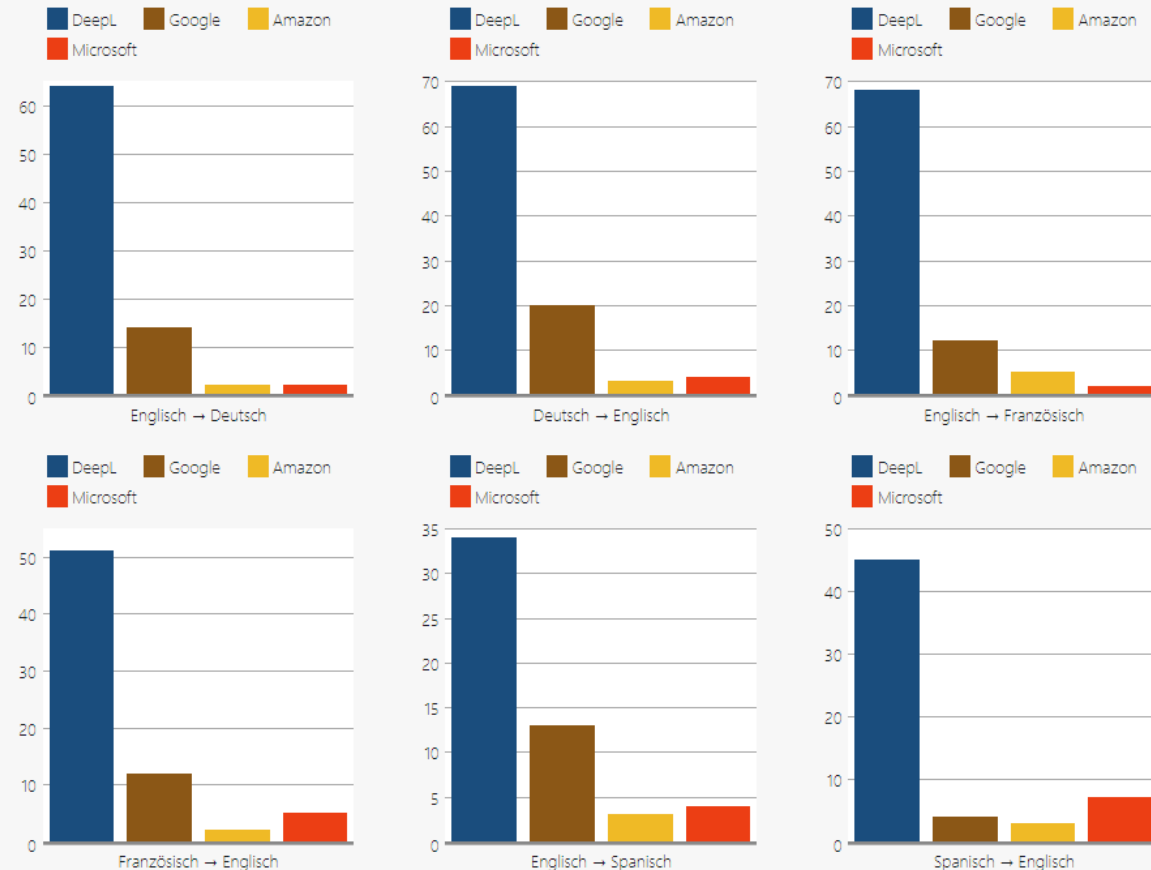 DeepL Google Amazon
Microsoft
60
50
40
30
20
10
0
Englisch → Deutsch
DeepL Google Amazon
Microsoft
70
60
50
40
30
20
10
0
Deutsch → Englisch
DeepL Google Amazon
Microsoft
70
60
50
40
30
20
10
0
Englisch → Französisch
DeepL Google Amazon
Microsoft
50
40
30
20
10
0
Französisch → Englisch
DeepL Google Amazon
Microsoft
35
30
25
20
15
10
5
0
Englisch → Spanisch
DeepL Google Amazon
Microsoft
50
40
30
20
10
0
Spanisch → Englisch